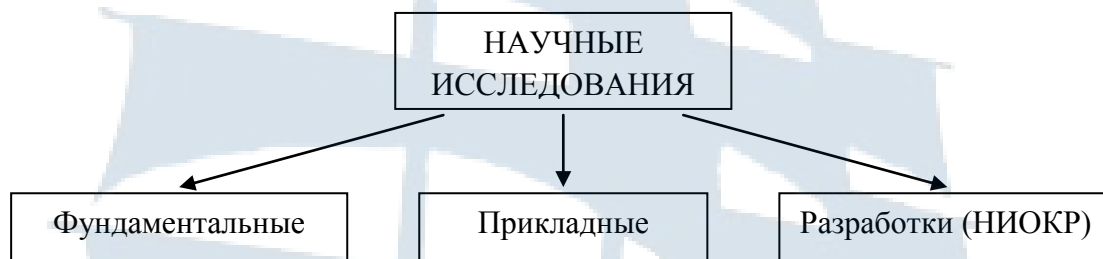 НАУЧНЫЕ
ИССЛЕДОВАНИЯ
Фундаментальные
Прикладные
Разработки (НИОКР)